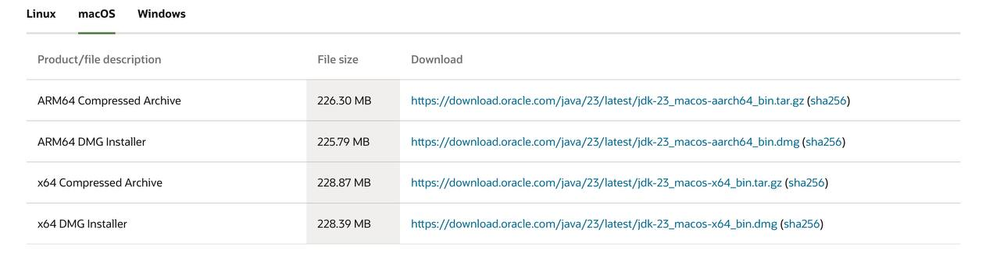 Linux macOS Windows
Product/file description File size Download
ARM64 Compressed Archive 226.30 MB https://download.oracle.com/java/23/latest/jdk-23_macos-aarch64_bin.tar.gz (sha256)
ARM64 DMG Installer 225.79 MB https://download.oracle.com/java/23/latest/jdk-23_macos-aarch64_bin.dmg (sha256)
x64 Compressed Archive 228.87 MB https://download.oracle.com/java/23/latest/jdk-23_macos-x64_bin.tar.gz (sha256)
x64 DMG Installer 228.39 MB https://download.oracle.com/java/23/latest/jdk-23_macos-x64_bin.dmg (sha256)